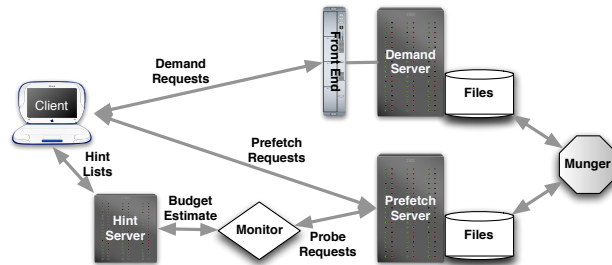 Demand
Requests
Front End
Demand
Server
Files
Client
Prefetch
Requests
Hint
Lists
Munger
Budget
Estimate
Hint
Server
Monitor
Probe
Requests
Prefetch
Server
Files